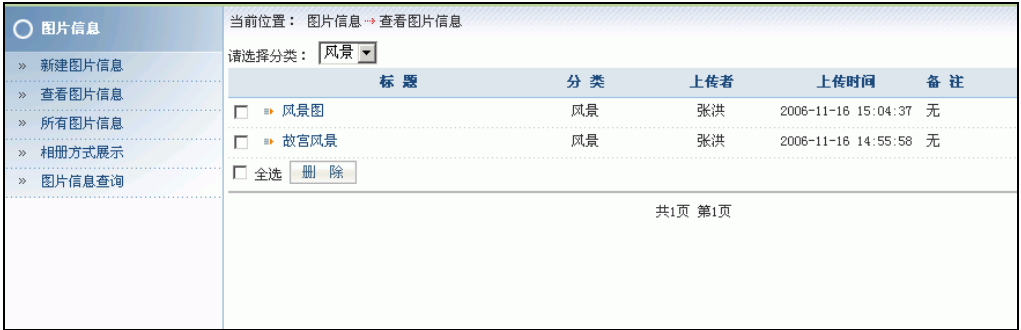 图片信息
» 新建图片信息
» 查看图片信息
» 所有图片信息
» 相册方式展示
» 图片信息查询
当前位置： 图片信息 → 查看图片信息
请选择分类： 风景
标 题 分 类 上传者 上传时间 备 注
风景图 风景 张洪 2006-11-16 15:04:37 无
故宫风景 风景 张洪 2006-11-16 14:55:58 无
全选 删 除
共1页 第1页